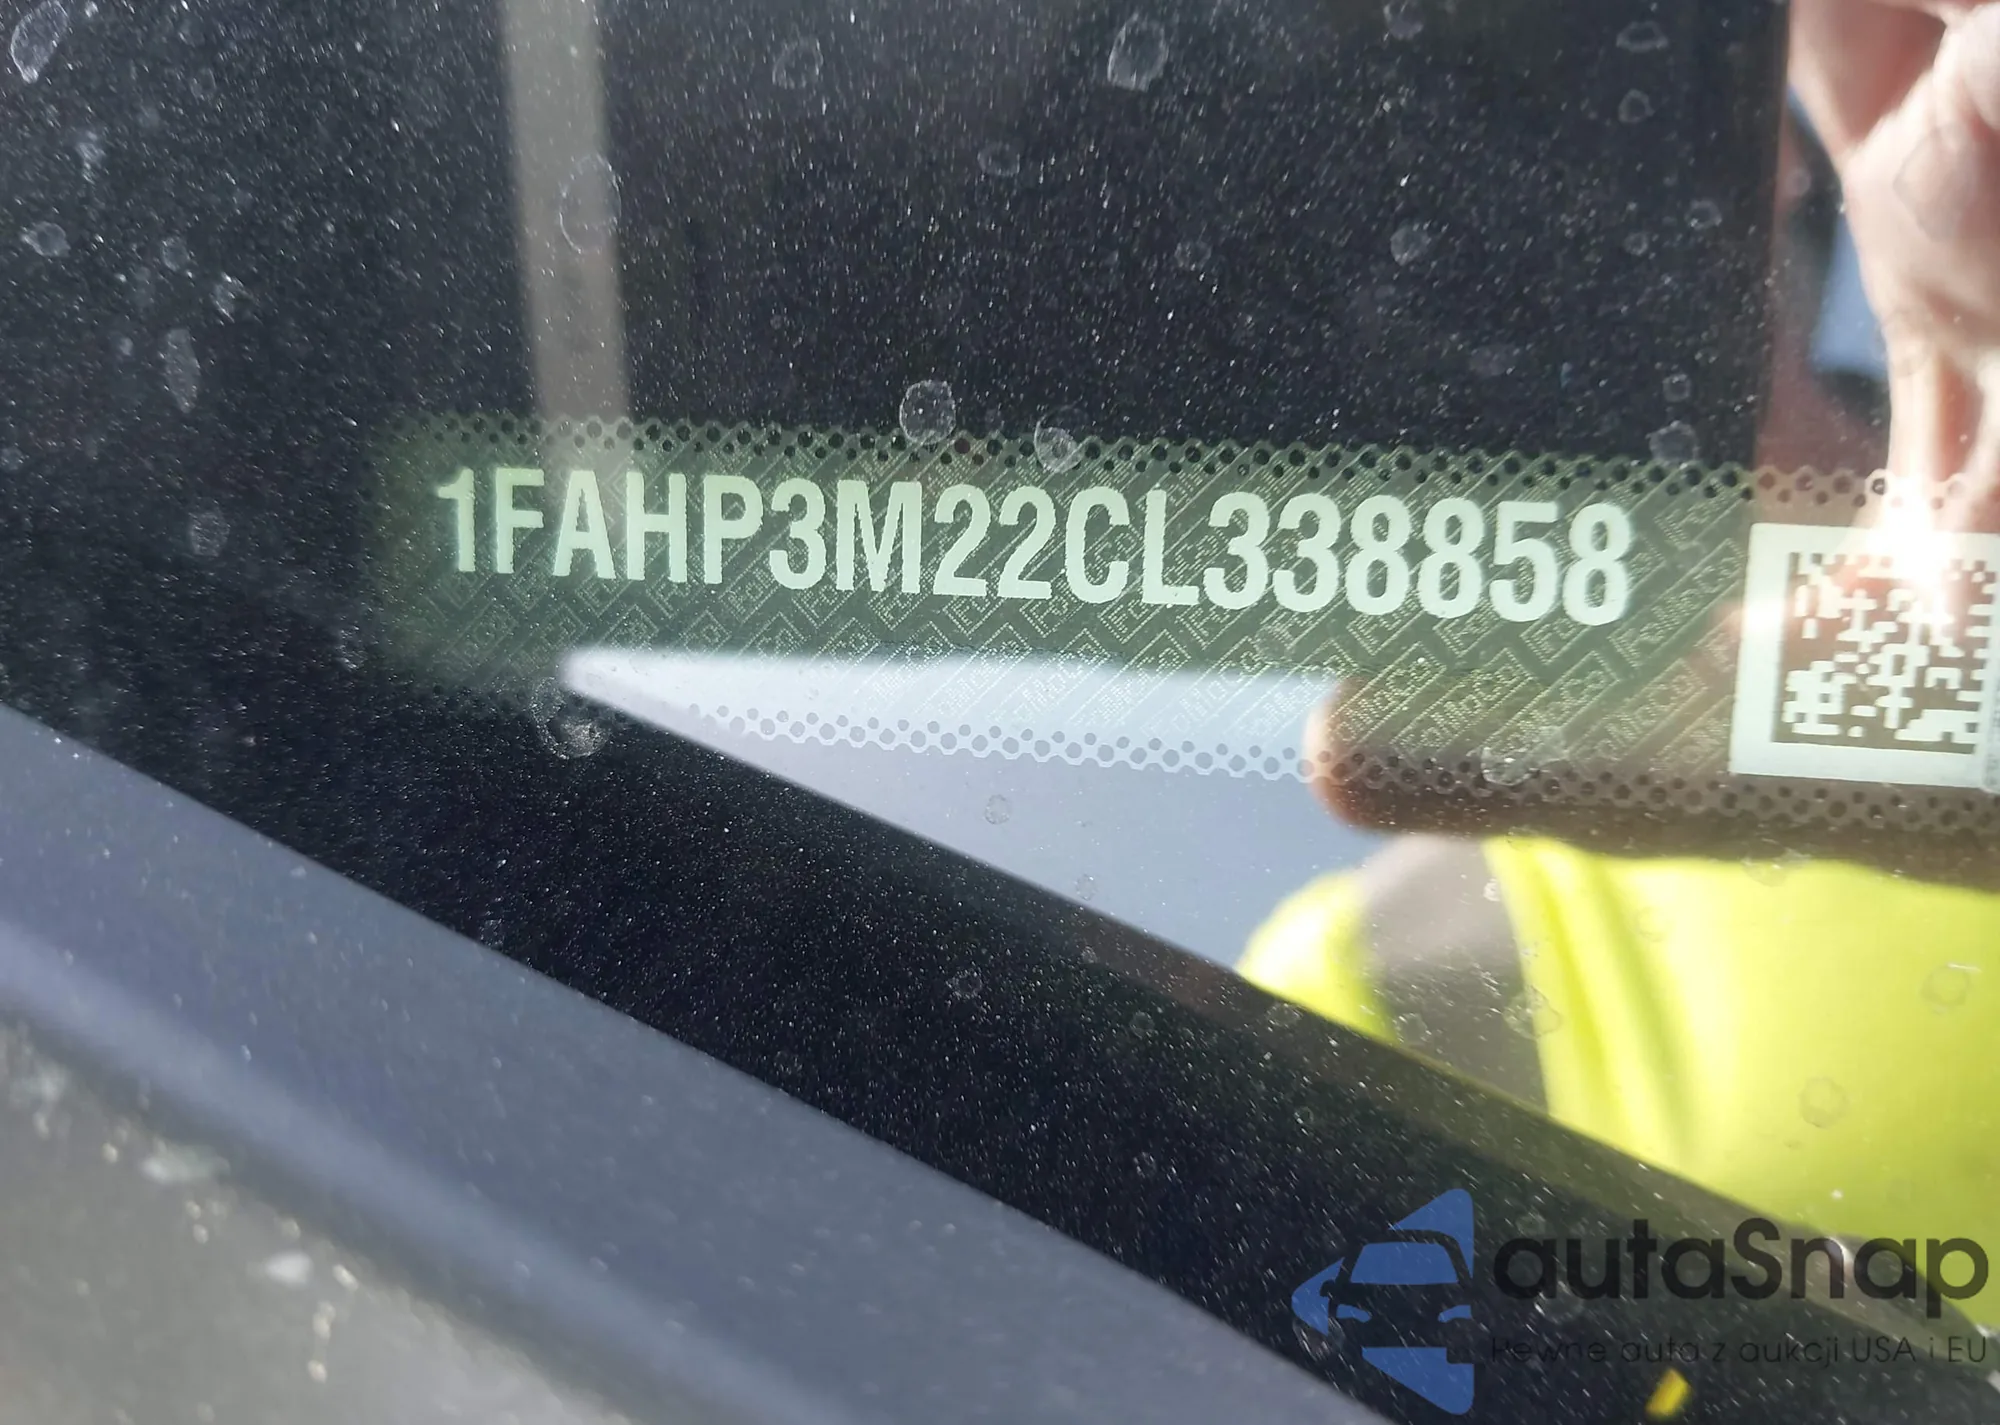 1FAHP3M22CL338858
autaSnap
Pewne auta z aukcji USA i EU